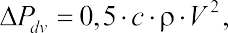 ΔP_dv = 0,5 · c · ρ · V²,